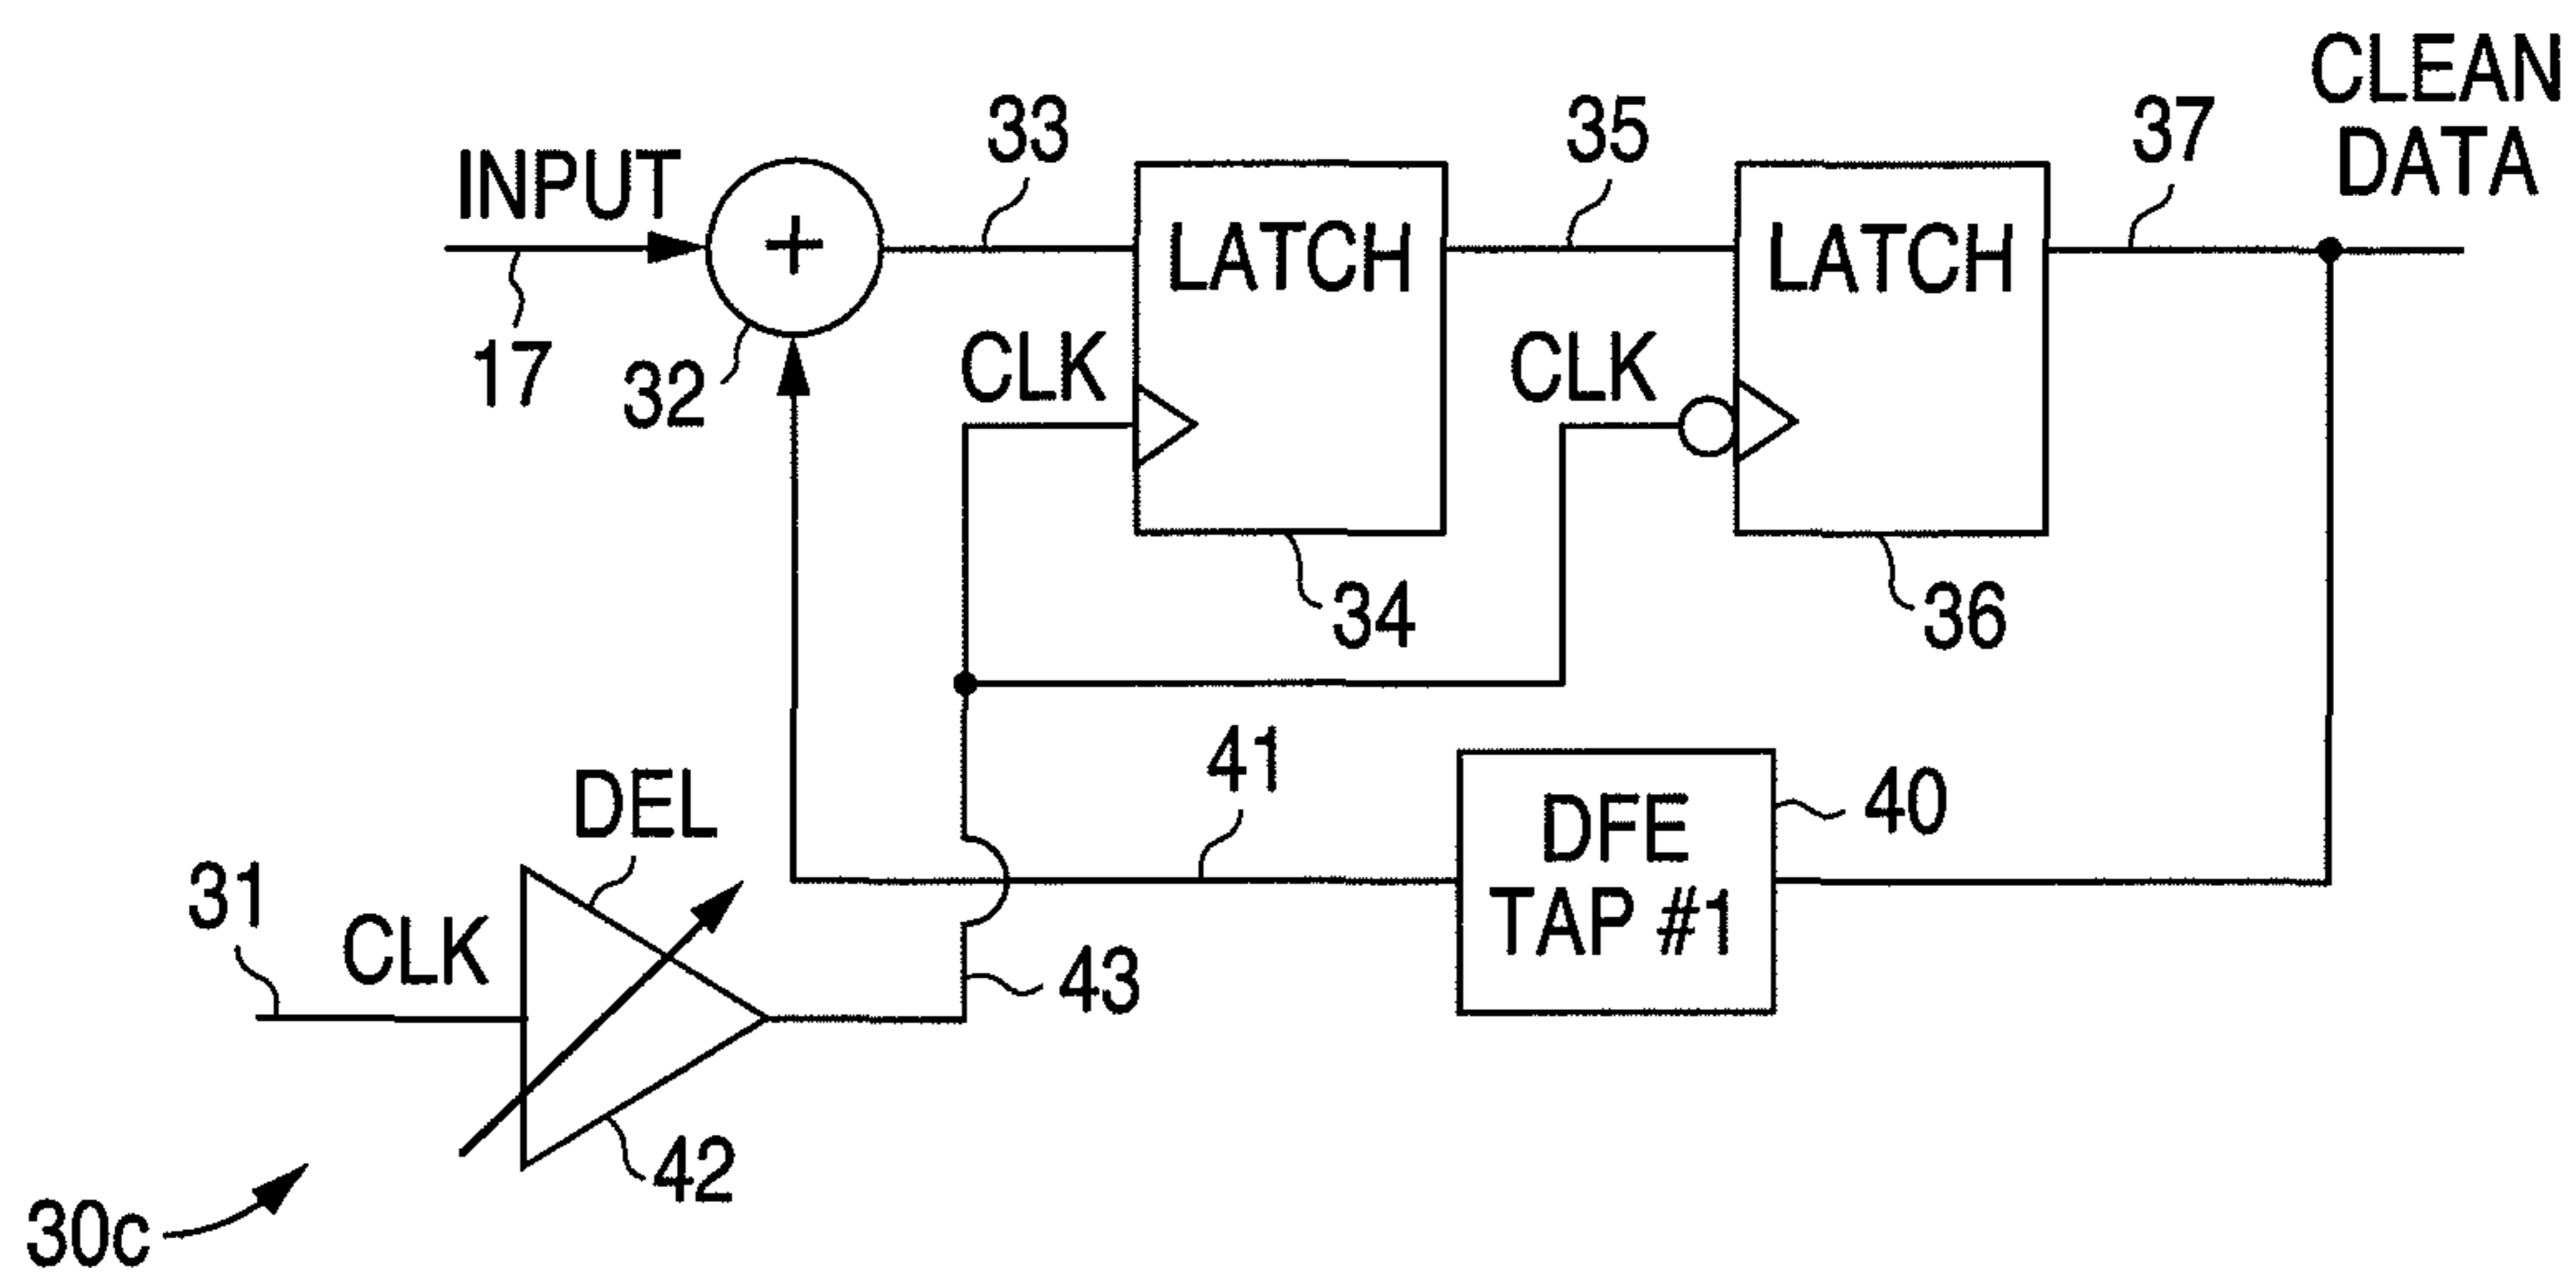 CLEAN
DATA
INPUT
33
35
37
+
LATCH
LATCH
17
32
CLK
CLK
34
36
41
DEL
40
DFE
TAP #1
31
CLK
43
42
30c